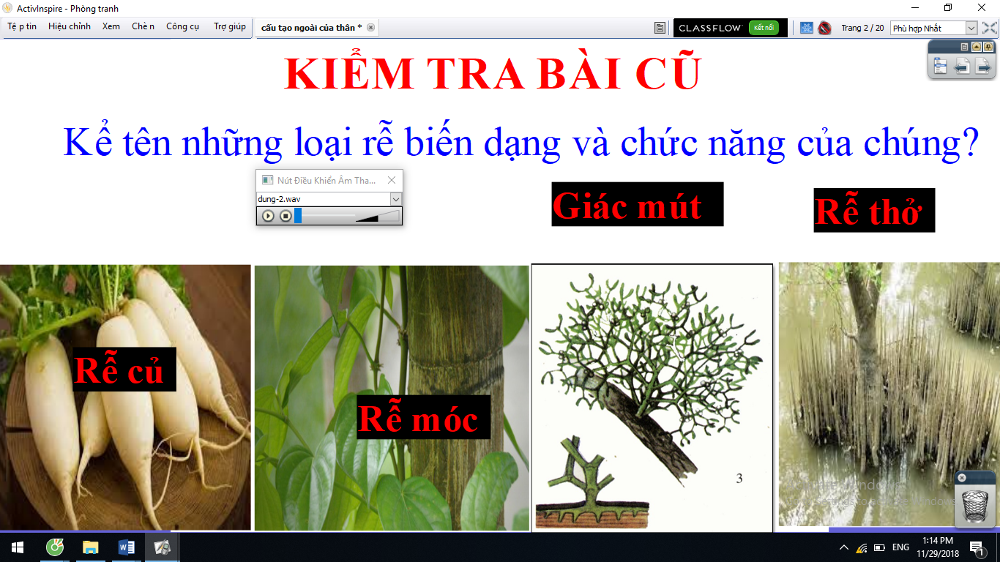 ActivInspire - Phòng tranh
Tệp tin Hiệu chỉnh Xem Chèn Công cụ Trợ giúp
cấu tạo ngoài của thân *
CLASSFLOW Kết nối
Trang 2 / 20 Phù hợp Nhất
KIỂM TRA BÀI CŨ
Kể tên những loại rễ biến dạng và chức năng của chúng?
Nút Điều Khiển Âm Tha...
dung-2.wav
Giác mút
Rễ thở
Rễ củ
Rễ móc
3
ENG
1:14 PM
11/29/2018
1